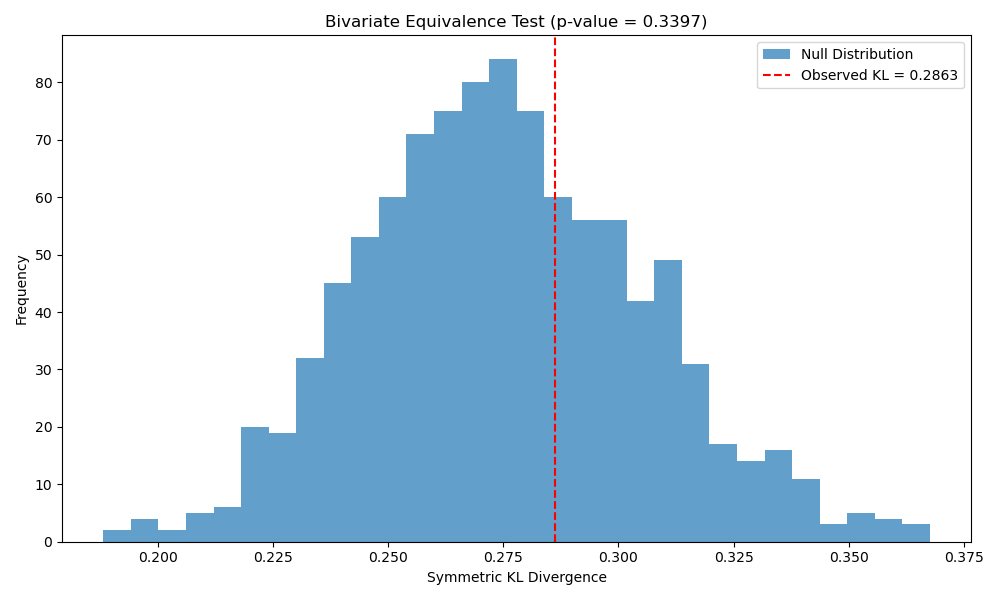 Bivariate Equivalence Test (p-value = 0.3397)
Null Distribution
Observed KL = 0.2863
Frequency
80
70
60
50
40
30
20
10
0
0.200 0.225 0.250 0.275 0.300 0.325 0.350 0.375
Symmetric KL Divergence